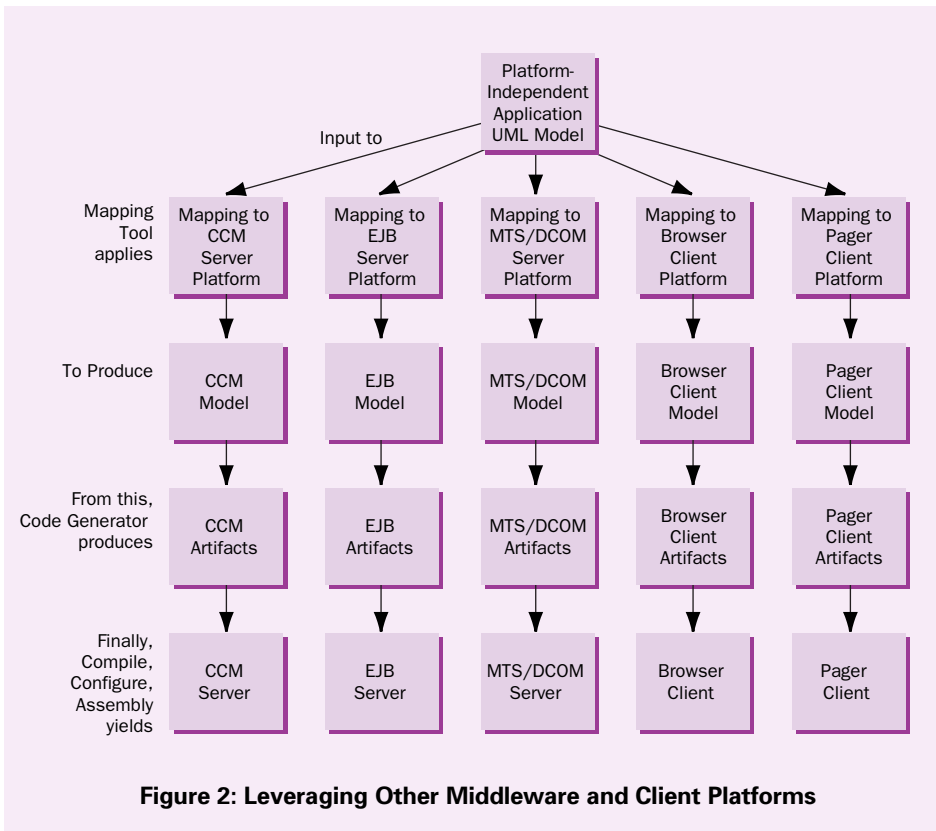 Platform-
Independent
Application
UML Model
Input to
Mapping
Tool
applies
Mapping to
CCM
Server
Platform
Mapping to
EJB
Server
Platform
Mapping to
MTS/DCOM
Server
Platform
Mapping to
Browser
Client
Platform
Mapping to
Pager
Client
Platform
To Produce
CCM
Model
EJB
Model
MTS/DCOM
Model
Browser
Client
Model
Pager
Client
Model
From this,
Code Generator
produces
CCM
Artifacts
EJB
Artifacts
MTS/DCOM
Artifacts
Browser
Client
Artifacts
Pager
Client
Artifacts
Finally,
Compile,
Configure,
Assembly
yields
CCM
Server
EJB
Server
MTS/DCOM
Server
Browser
Client
Pager
Client
Figure 2: Leveraging Other Middleware and Client Platforms